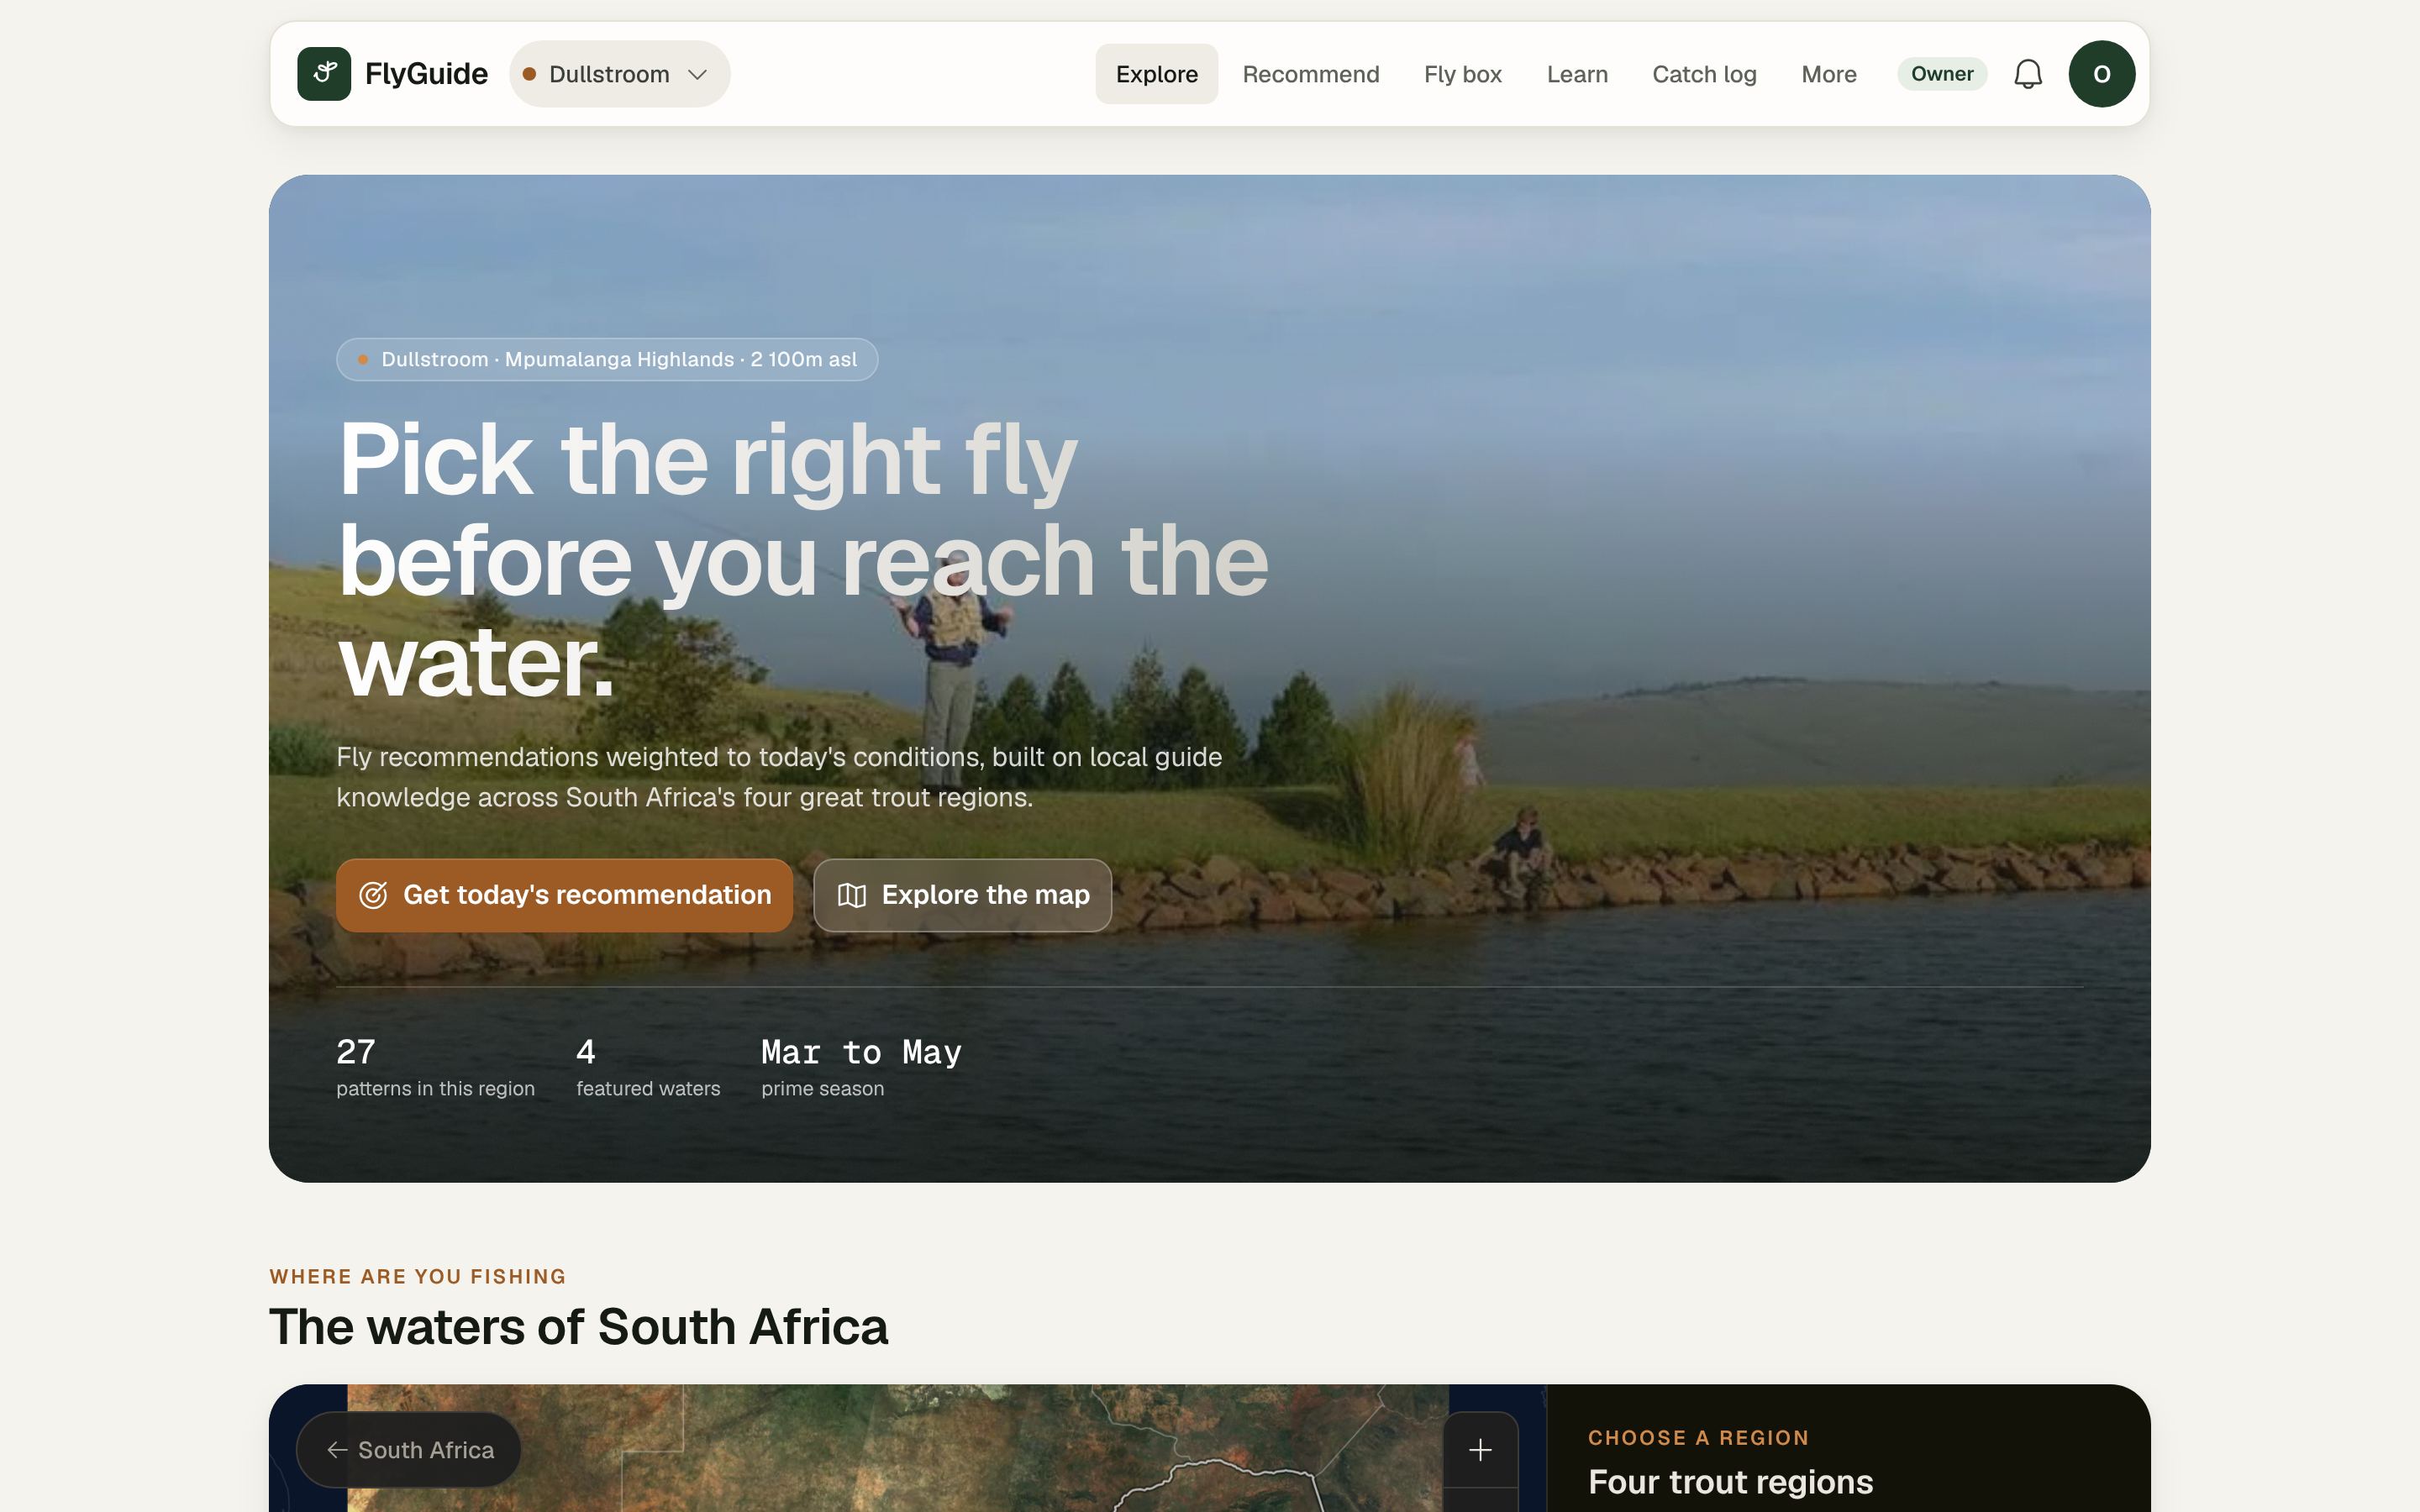 FlyGuide
Dullstroom
Explore
Recommend
Fly box
Learn
Catch log
More
Owner
O
Dullstroom · Mpumalanga Highlands · 2 100m asl
Pick the right fly
before you reach the
water.
Fly recommendations weighted to today's conditions, built on local guide
knowledge across South Africa's four great trout regions.
Get today's recommendation
Explore the map
27
patterns in this region
4
featured waters
Mar to May
prime season
WHERE ARE YOU FISHING
The waters of South Africa
← South Africa
+
CHOOSE A REGION
Four trout regions